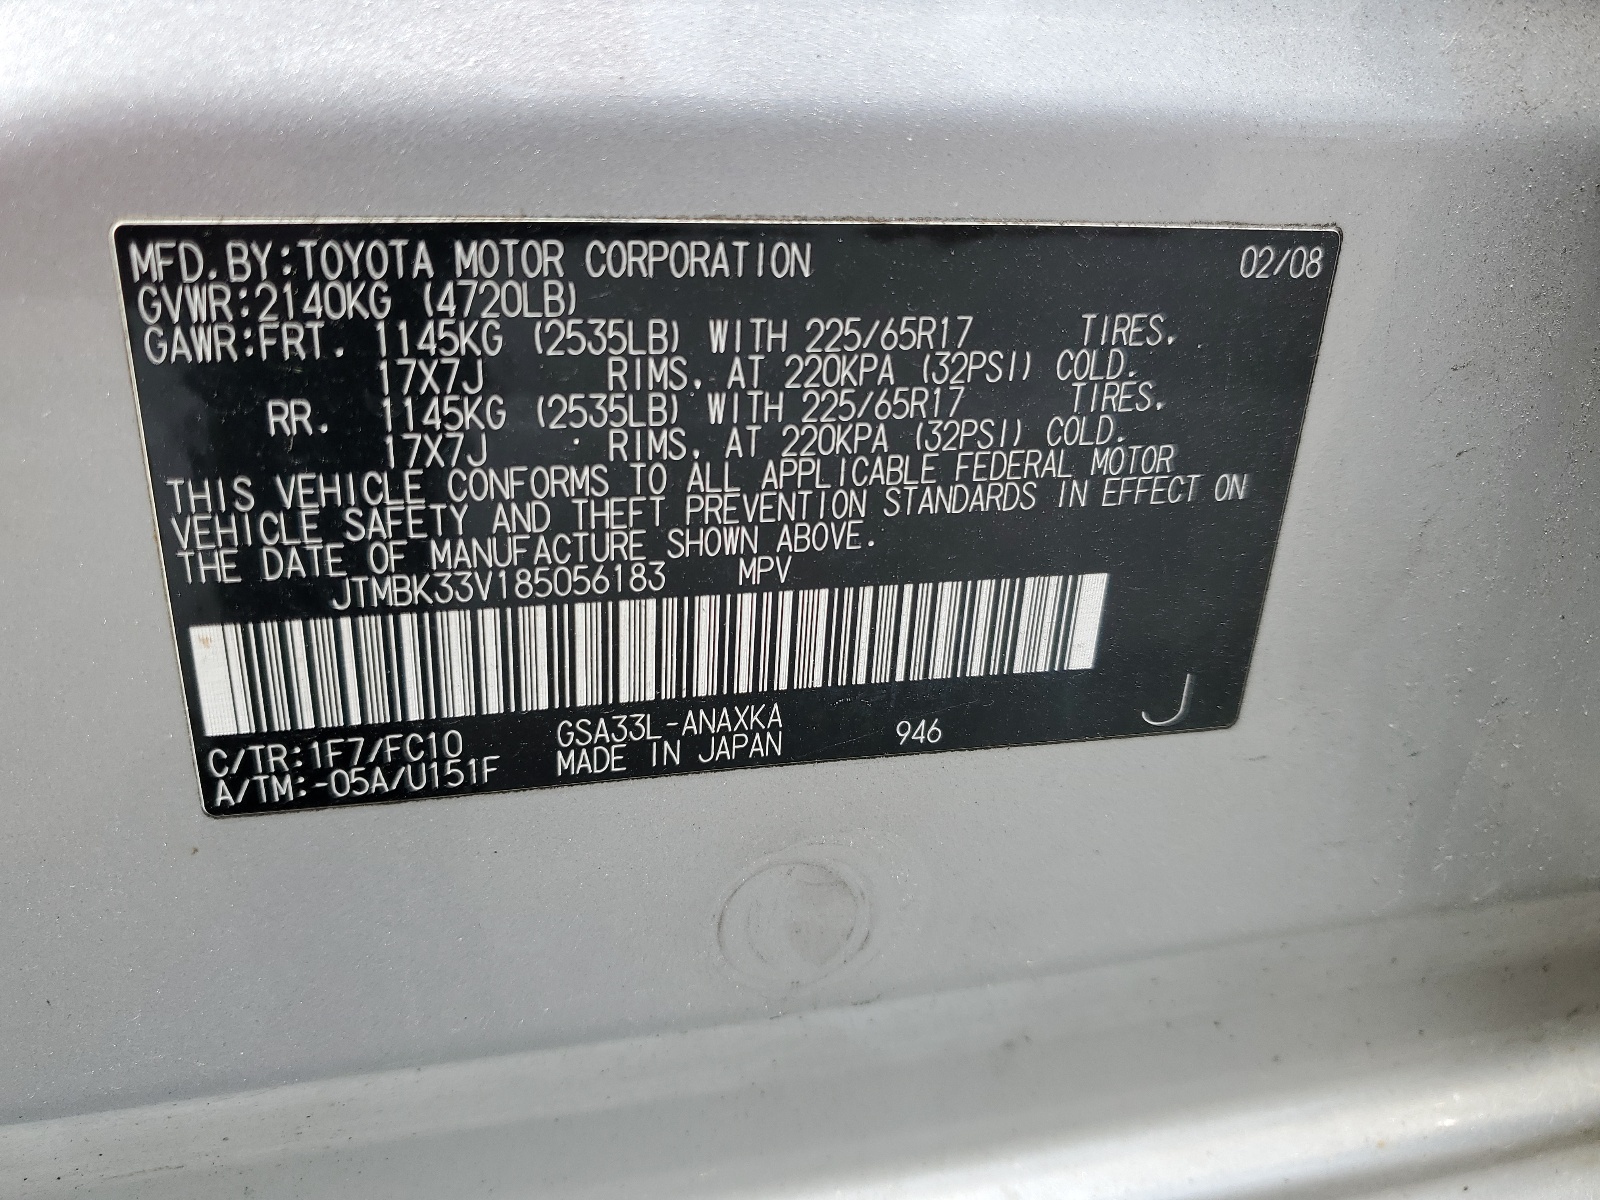 MFD.BY:TOYOTA MOTOR CORPORATION 02/08
GVWR:2140KG (4720LB)
GAWR:FRT. 1145KG (2535LB) WITH 225/65R17 TIRES.
17X7J RIMS, AT 220KPA (32PSI) COLD.
RR. 1145KG (2535LB) WITH 225/65R17 TIRES.
17X7J RIMS, AT 220KPA (32PSI) COLD.
THIS VEHICLE CONFORMS TO ALL APPLICABLE FEDERAL MOTOR
VEHICLE SAFETY AND THEFT PREVENTION STANDARDS IN EFFECT ON
THE DATE OF MANUFACTURE SHOWN ABOVE.
JTMBK33V185056183 MPV
C/TR:1F7/FC10 GSA33L-ANAXKA 946 J
A/TM:-05A/U151F MADE IN JAPAN